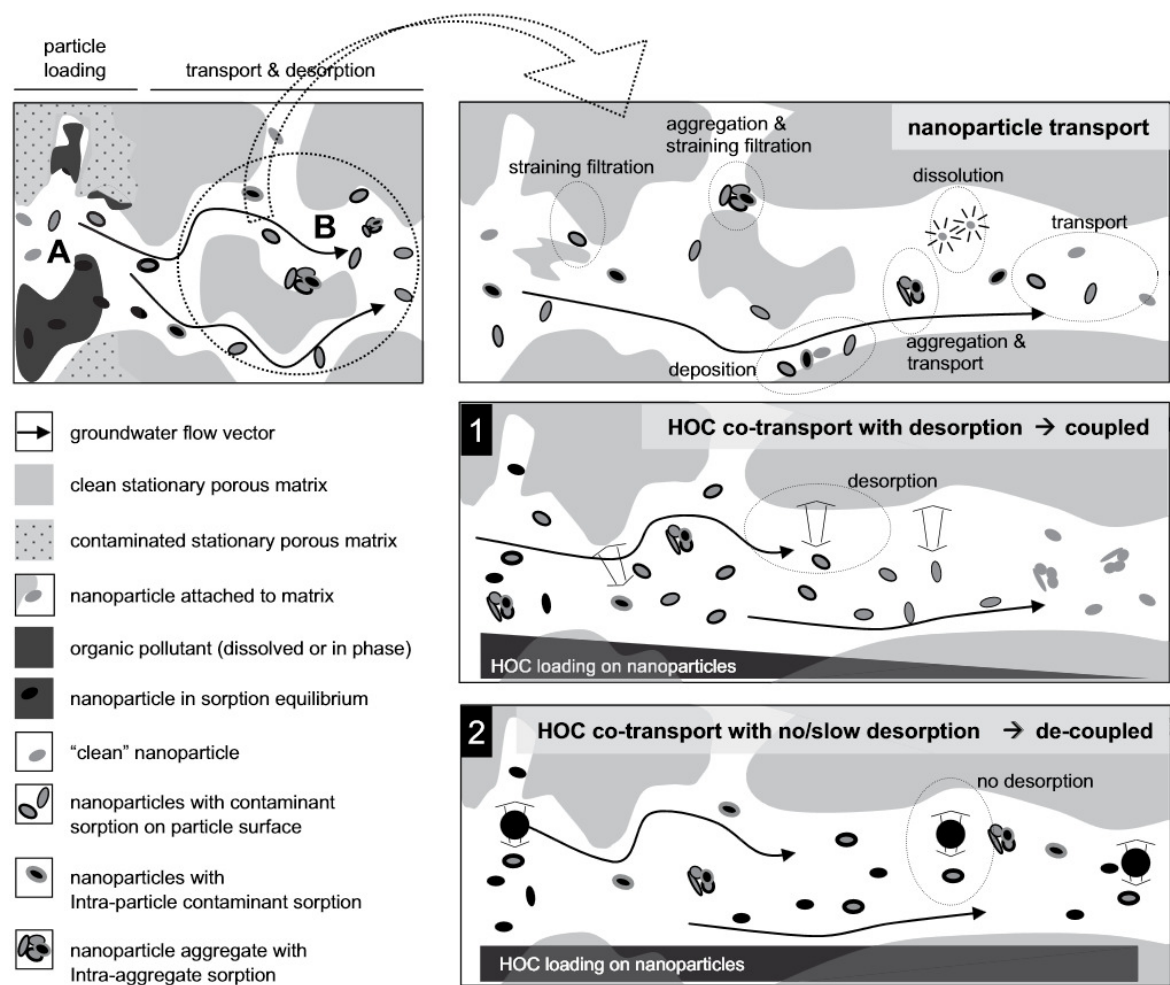 particle
loading
transport & desorption
A
B
nanoparticle transport
aggregation &
straining filtration
straining filtration
dissolution
transport
deposition
aggregation &
transport
groundwater flow vector
clean stationary porous matrix
contaminated stationary porous matrix
nanoparticle attached to matrix
organic pollutant (dissolved or in phase)
nanoparticle in sorption equilibrium
“clean” nanoparticle
nanoparticles with contaminant
sorption on particle surface
nanoparticles with
Intra-particle contaminant sorption
nanoparticle aggregate with
Intra-aggregate sorption
1
HOC co-transport with desorption → coupled
desorption
HOC loading on nanoparticles
2
HOC co-transport with no/slow desorption → de-coupled
no desorption
HOC loading on nanoparticles